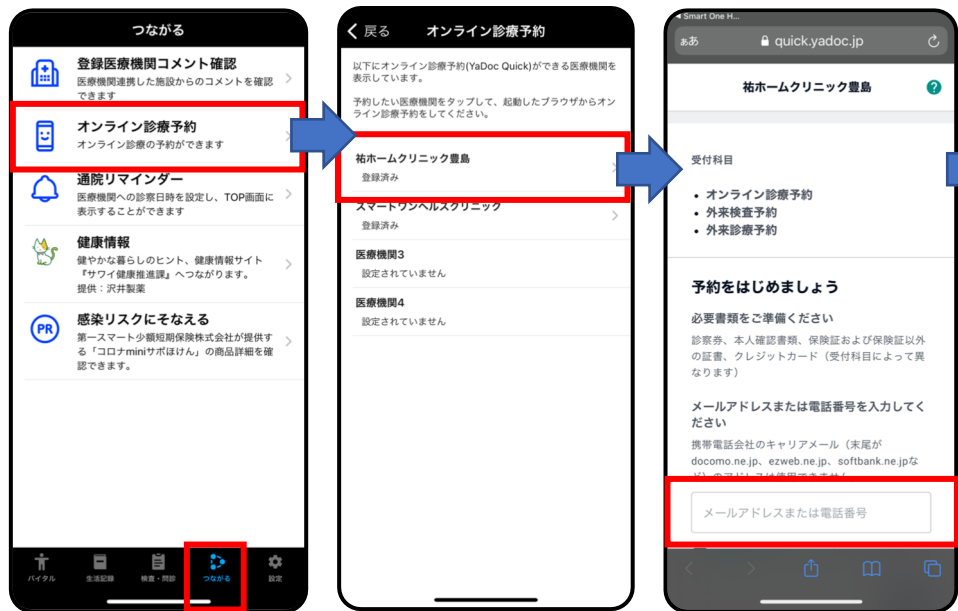 つながる
登録医療機関コメント確認
医療機関連携した施設からのコメントを確認
できます
オンライン診療予約
オンライン診療の予約ができます
通院リマインダー
医療機関への診察日時を設定し、TOP画面に
表示することができます
健康情報
健やかな暮らしのヒント、健康情報サイト
『サワイ健康推進課』へつながります。
提供：沢井製薬
PR
感染リスクにそなえる
第一スマート少額短期保険株式会社が提供す
る「コロナminiサポほけん」の商品詳細を確
認できます。
バイタル
生活記録
検査・問診
つながる
設定
戻る
オンライン診療予約
以下にオンライン診療予約(YaDoc Quick)ができる医療機関を
表示しています。
予約したい医療機関をタップして、起動したブラウザからオン
ライン診療予約をしてください。
祐ホームクリニック豊島
登録済み
スマートワンヘルスクリニック
登録済み
医療機関3
設定されていません
医療機関4
設定されていません
Smart One H...
ぁあ
quick.yadoc.jp
祐ホームクリニック豊島
?
受付科目
• オンライン診療予約
• 外来検査予約
• 外来診療予約
予約をはじめましょう
必要書類をご準備ください
診察券、本人確認書類、保険証および保険証以外
の証書、クレジットカード（受付科目によって異
なります）
メールアドレスまたは電話番号を入力してく
ださい
携帯電話会社のキャリアメール（末尾が
docomo.ne.jp、ezweb.ne.jp、softbank.ne.jpな
ど）のアドレスは使用できません
メールアドレスまたは電話番号